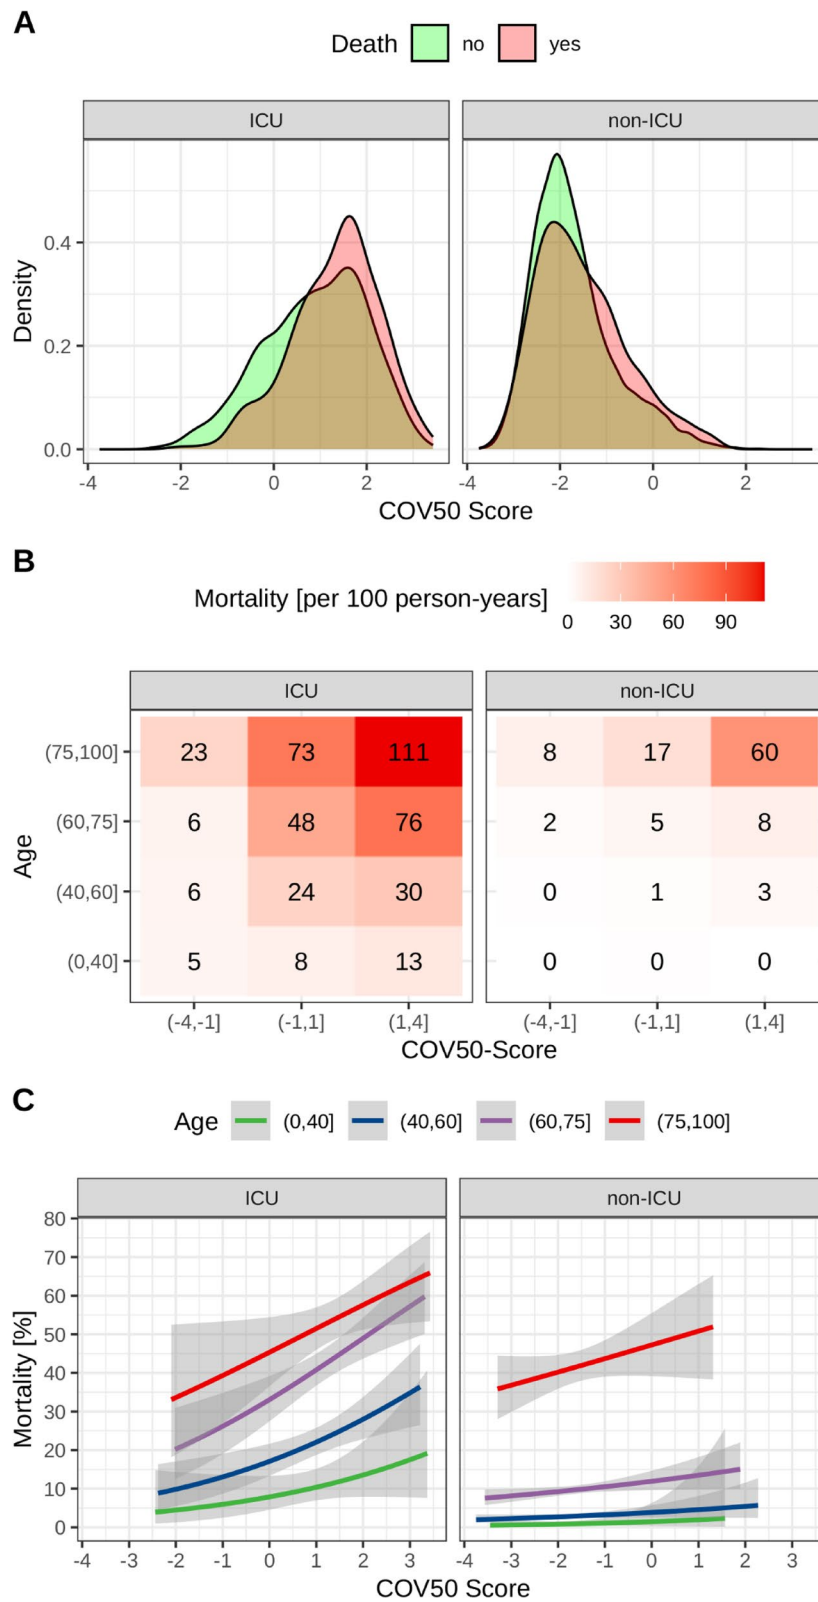 A
Death no yes
ICU non-ICU
Density
0.4
0.2
0.0
-4 -2 0 2 -4 -2 0 2
COV50 Score
B
Mortality [per 100 person-years]
0 30 60 90
ICU non-ICU
Age
(75,100] 23 73 111 8 17 60
(60,75] 6 48 76 2 5 8
(40,60] 6 24 30 0 1 3
(0,40] 5 8 13 0 0 0
(-4,-1] (-1,1] (1,4] (-4,-1] (-1,1] (1,4]
COV50-Score
C
Age (0,40] (40,60] (60,75] (75,100]
ICU non-ICU
Mortality [%]
80
70
60
50
40
30
20
10
0
-4 -3 -2 -1 0 1 2 3 -4 -3 -2 -1 0 1 2 3
COV50 Score